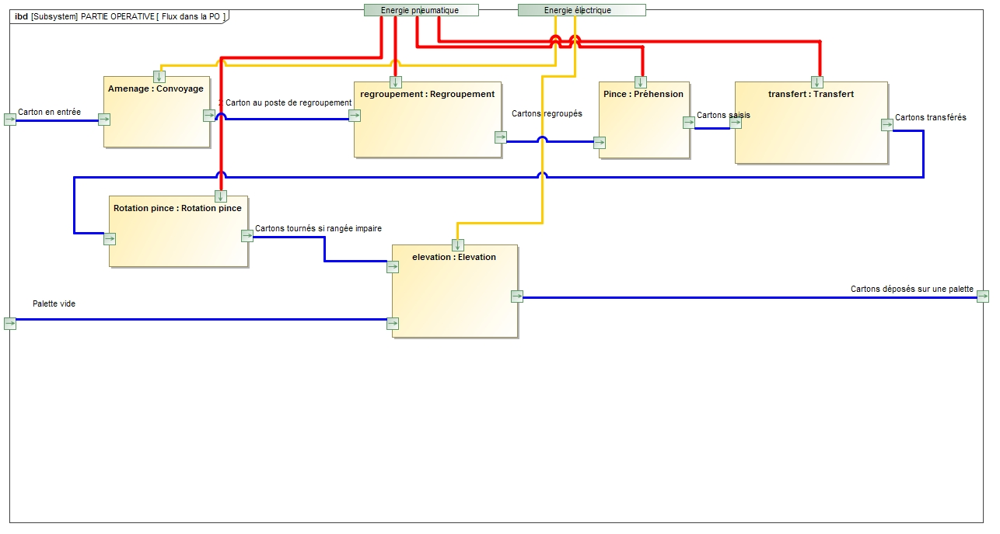 ibd [Subsystem] PARTIE OPERATIVE [ Flux dans la PO ]
Energie pneumatique
Energie électrique
Amenage : Convoyage
regroupement : Regroupement
Pince : Préhension
transfert : Transfert
Carton en entrée
2 Carton au poste de regroupement
Cartons regroupés
Cartons saisis
Cartons transférés
Rotation pince : Rotation pince
Cartons tournés si rangée impaire
elevation : Elevation
Cartons déposés sur une palette
Palette vide